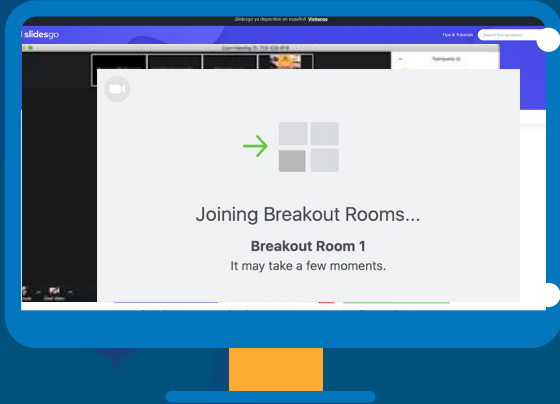 ¡Slidesgo ya disponible en español! Visítanos
slidesgo
Tips & Tutorials
Joining Breakout Rooms...
Breakout Room 1
It may take a few moments.